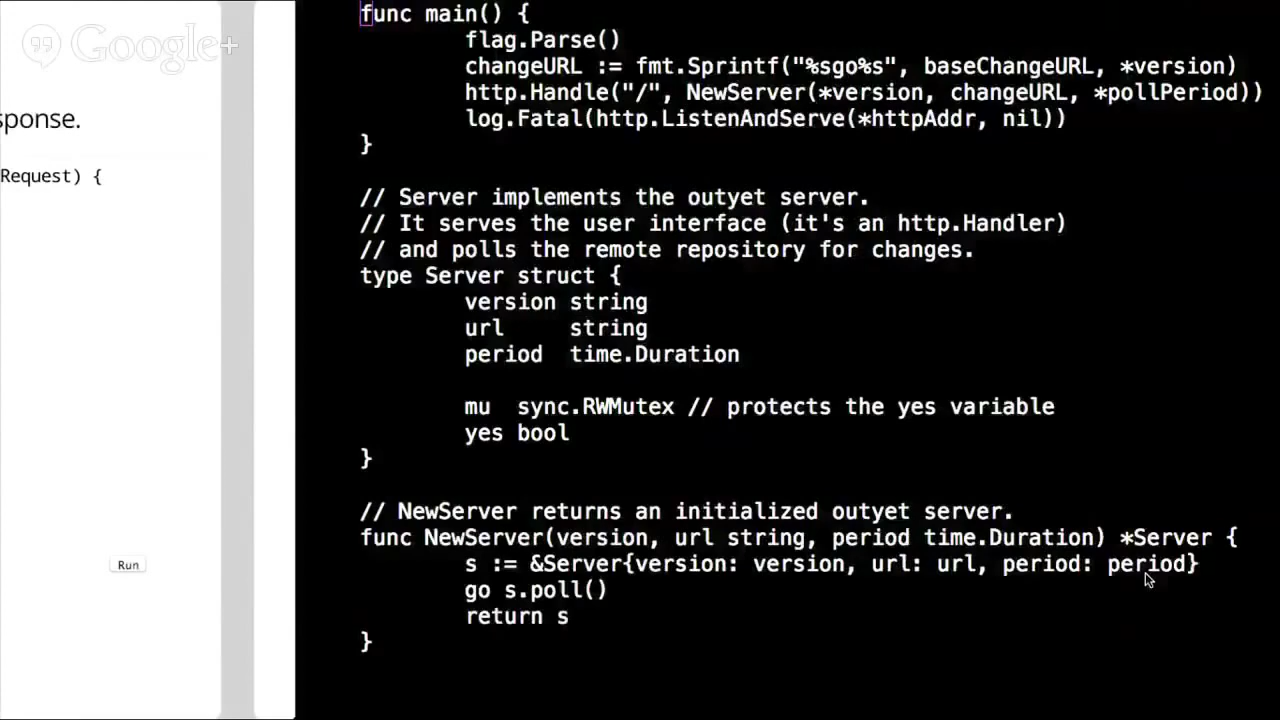 Google+
sponse.
Request) {
Run
func main() {
flag.Parse()
changeURL := fmt.Sprintf("%sgo%s", baseChangeURL, *version)
http.Handle("/", NewServer(*version, changeURL, *pollPeriod))
log.Fatal(http.ListenAndServe(*httpAddr, nil))
}
// Server implements the outyet server.
// It serves the user interface (it's an http.Handler)
// and polls the remote repository for changes.
type Server struct {
version string
url     string
period  time.Duration
mu  sync.RWMutex // protects the yes variable
yes bool
}
// NewServer returns an initialized outyet server.
func NewServer(version, url string, period time.Duration) *Server {
s := &Server{version: version, url: url, period: period}
go s.poll()
return s
}